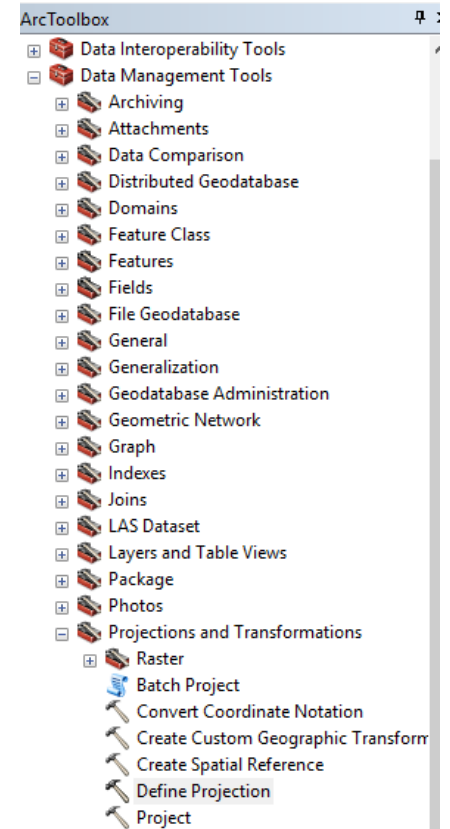 ArcToolbox
Data Interoperability Tools
Data Management Tools
Archiving
Attachments
Data Comparison
Distributed Geodatabase
Domains
Feature Class
Features
Fields
File Geodatabase
General
Generalization
Geodatabase Administration
Geometric Network
Graph
Indexes
Joins
LAS Dataset
Layers and Table Views
Package
Photos
Projections and Transformations
Raster
Batch Project
Convert Coordinate Notation
Create Custom Geographic Transform
Create Spatial Reference
Define Projection
Project